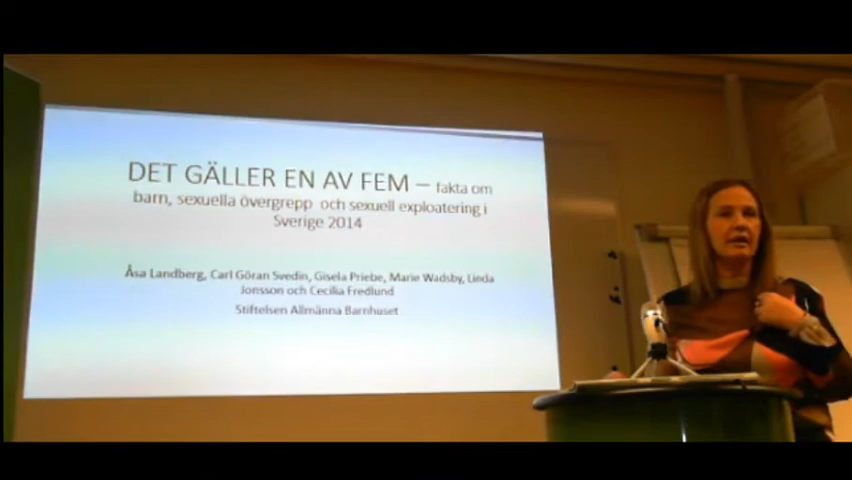 DET GÄLLER EN AV FEM – fakta om
barn, sexuella övergrepp och sexuell exploatering i
Sverige 2014
Åsa Landberg, Carl Göran Svedin, Gisela Priebe, Marie Wadsby, Linda
Jonsson och Cecilia Fredlund
Stiftelsen Allmänna Barnhuset